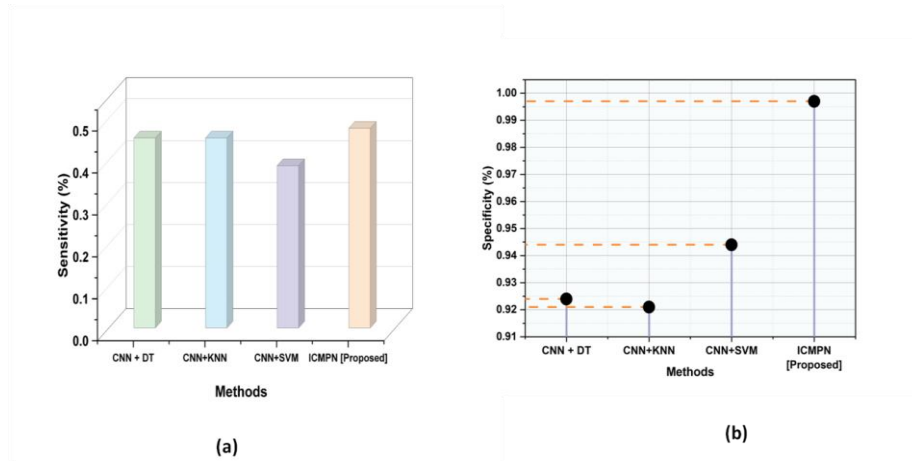 Sensitivity (%)
0.5
0.4
0.3
0.2
0.1
0.0
CNN + DT
CNN+KNN
CNN+SVM
ICMPN [Proposed]
Methods
(a)
Specificity (%)
1.00
0.99
0.98
0.97
0.96
0.95
0.94
0.93
0.92
0.91
CNN + DT
CNN+KNN
CNN+SVM
ICMPN
[Proposed]
Methods
(b)